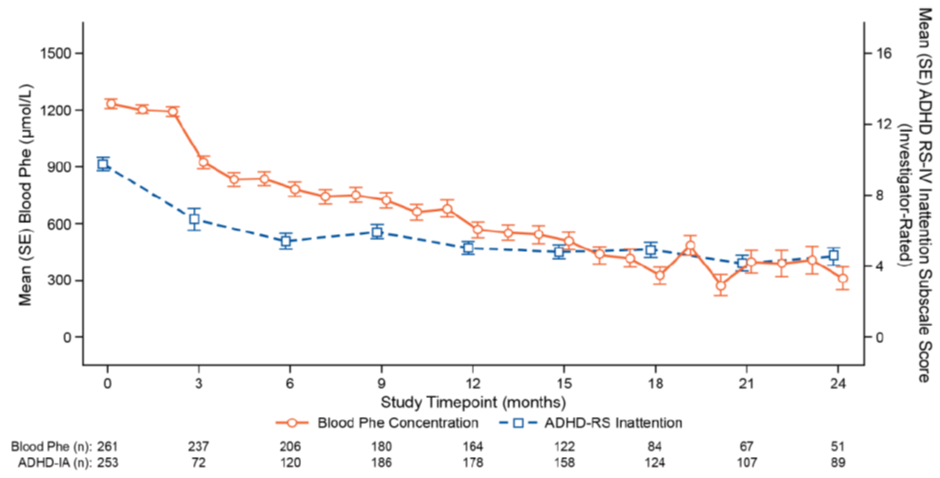 Mean (SE) Blood Phe (μmol/L)
1500
1200
900
600
300
0
16
12
8
4
0
Mean (SE) ADHD RS-IV Inattention Subscale Score
(Investigator-Rated)
0 3 6 9 12 15 18 21 24
Study Timepoint (months)
Blood Phe Concentration ADHD-RS Inattention
Blood Phe (n): 261 237 206 180 164 122 84 67 51
ADHD-IA (n): 253 72 120 186 178 158 124 107 89